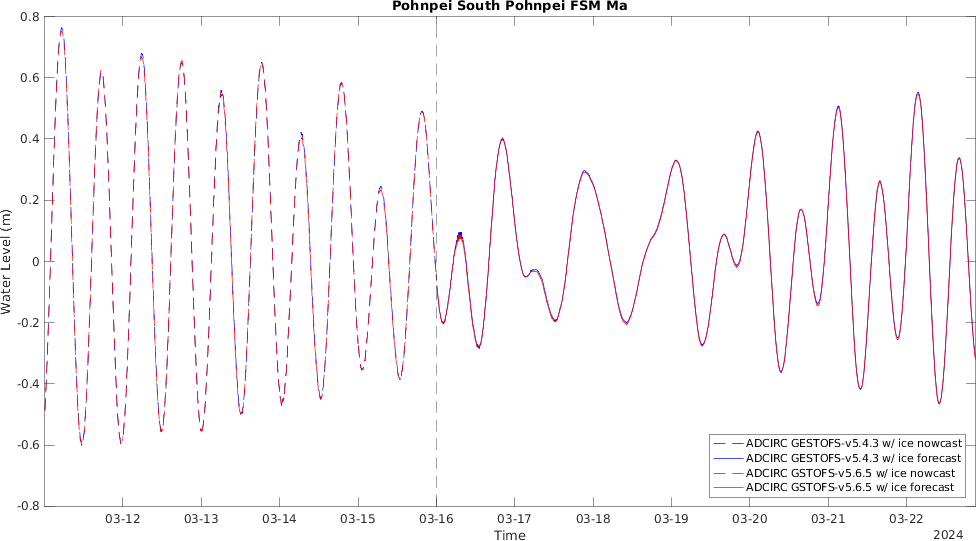 Pohnpei South Pohnpei FSM Ma
0.8
0.6
0.4
0.2
0
-0.2
-0.4
-0.6
-0.8
Water Level (m)
03-12 03-13 03-14 03-15 03-16 03-17 03-18 03-19 03-20 03-21 03-22
Time
2024
ADCIRC GESTOFS-v5.4.3 w/ ice nowcast
ADCIRC GESTOFS-v5.4.3 w/ ice forecast
ADCIRC GSTOFS-v5.6.5 w/ ice nowcast
ADCIRC GSTOFS-v5.6.5 w/ ice forecast